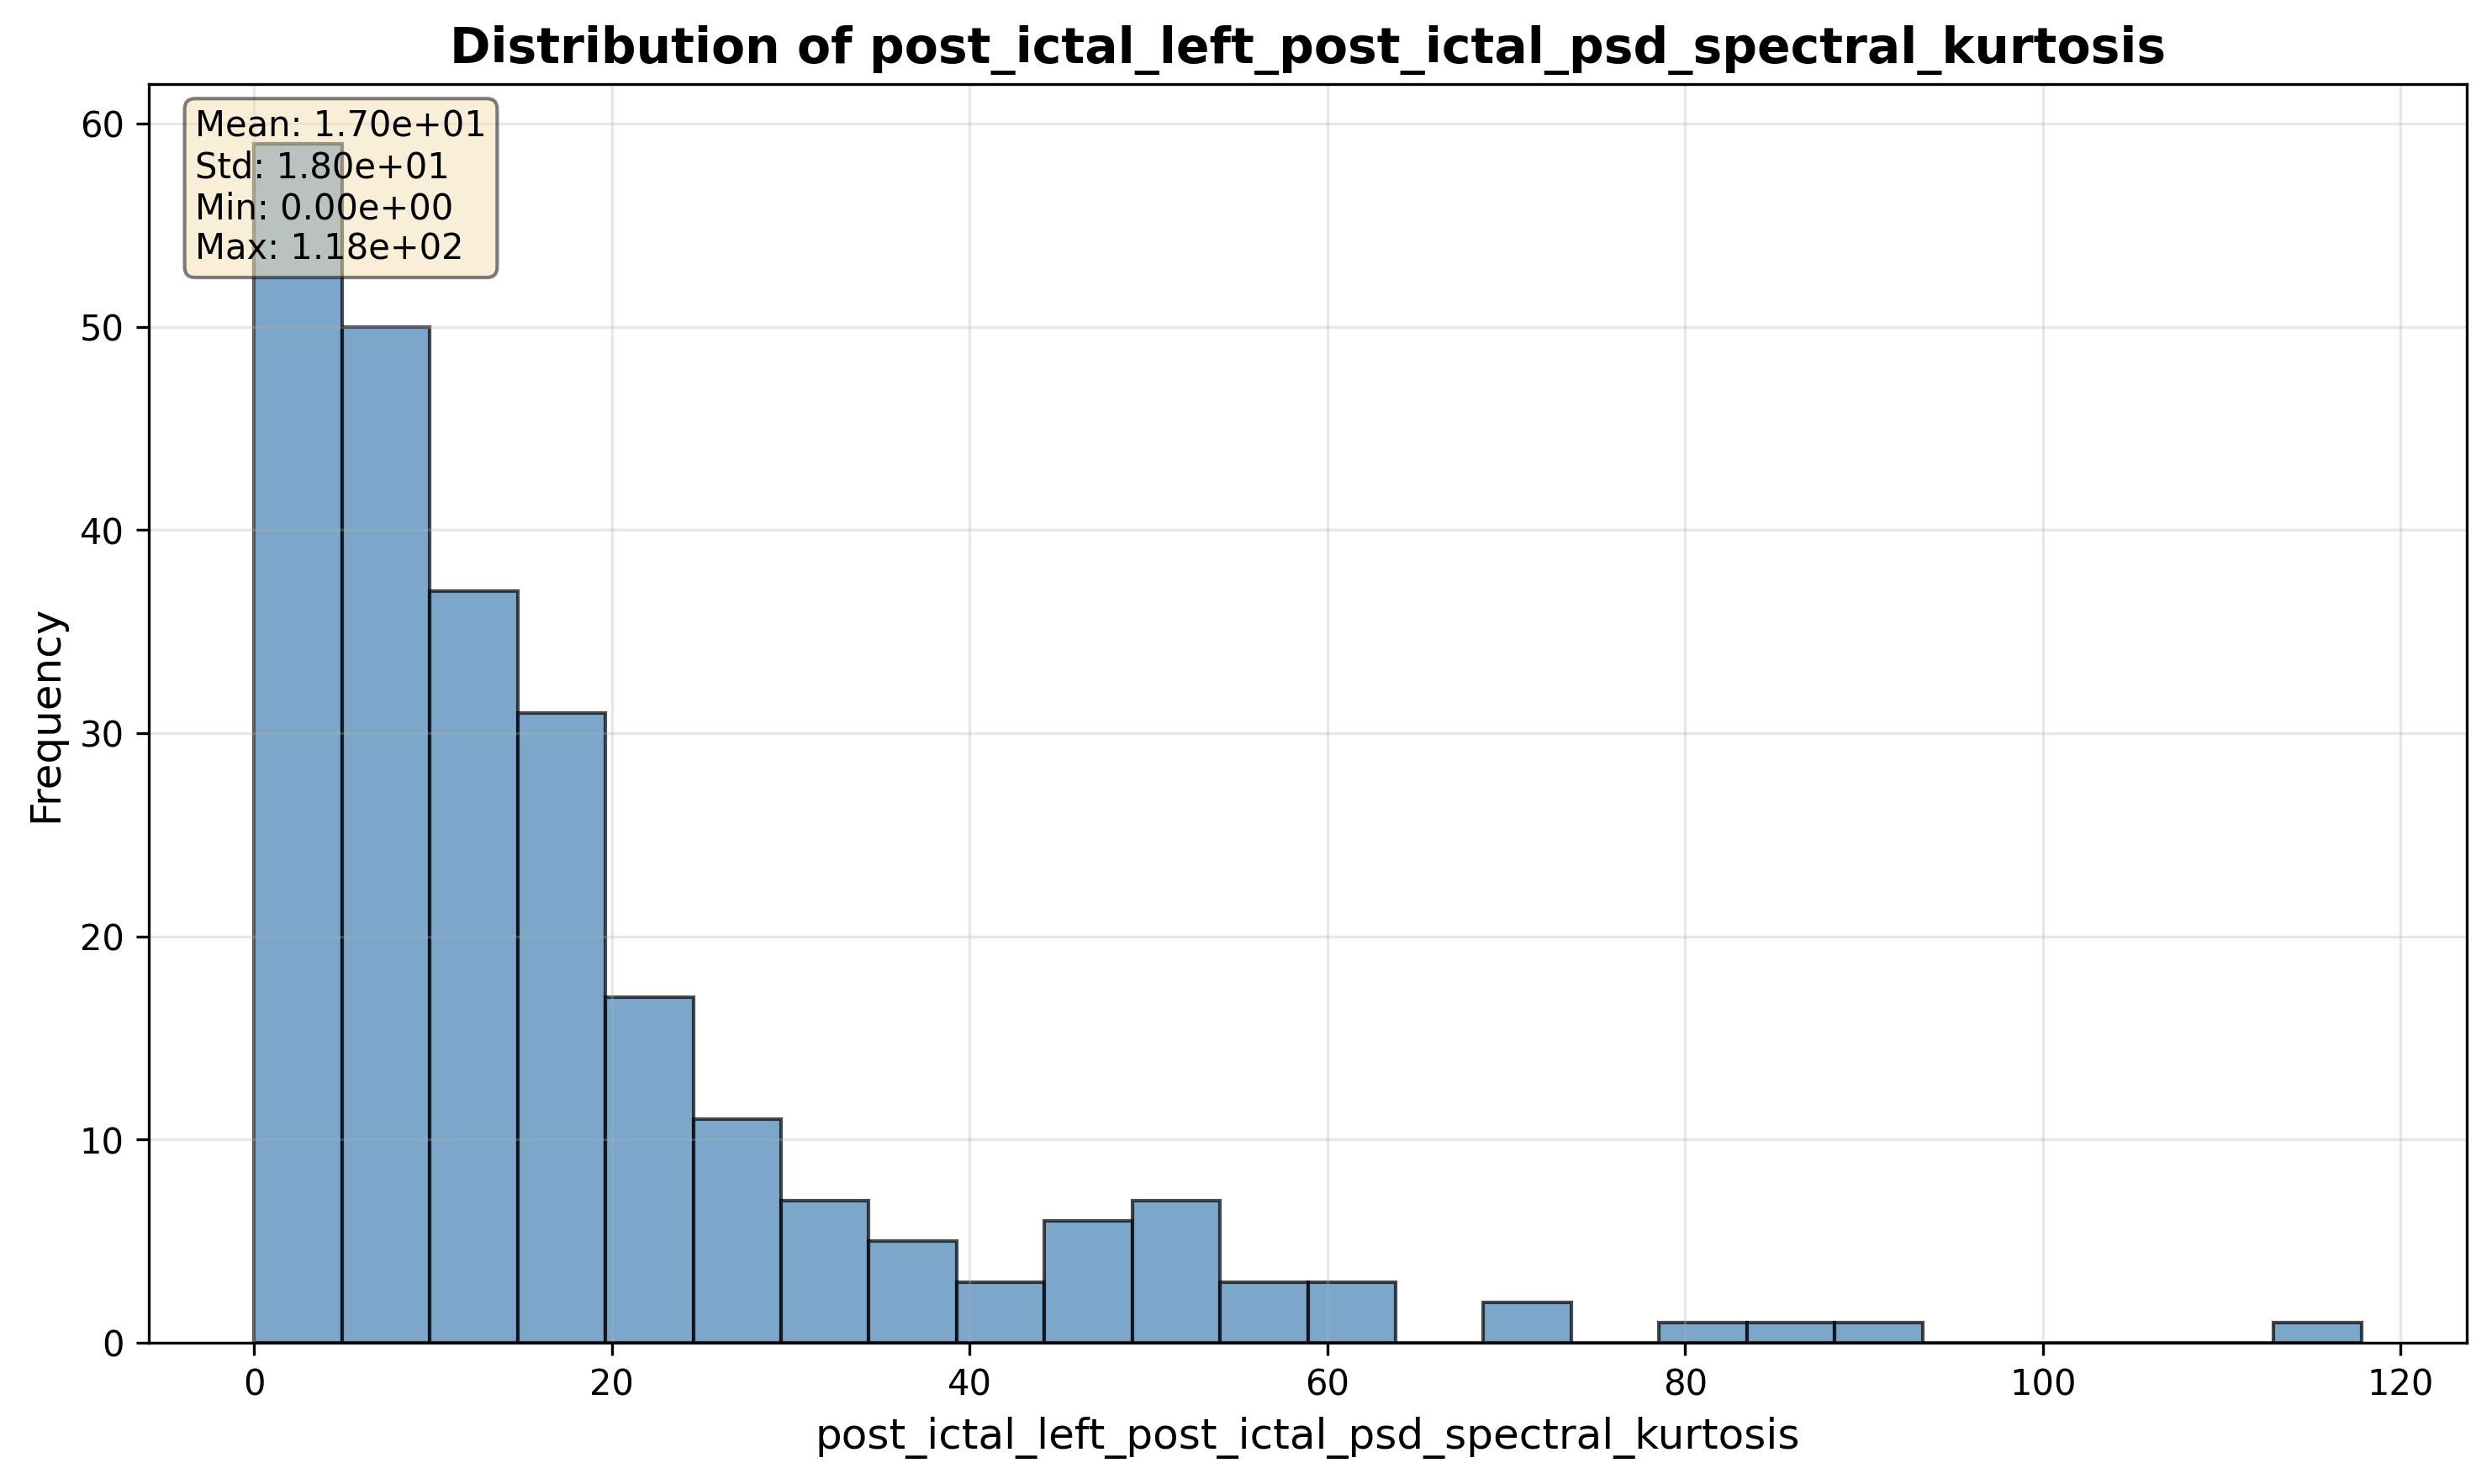 Distribution of post_ictal_left_post_ictal_psd_spectral_kurtosis
Mean: 1.70e+01
Std: 1.80e+01
Min: 0.00e+00
Max: 1.18e+02
60
50
40
30
20
10
0
Frequency
0 20 40 60 80 100 120
post_ictal_left_post_ictal_psd_spectral_kurtosis